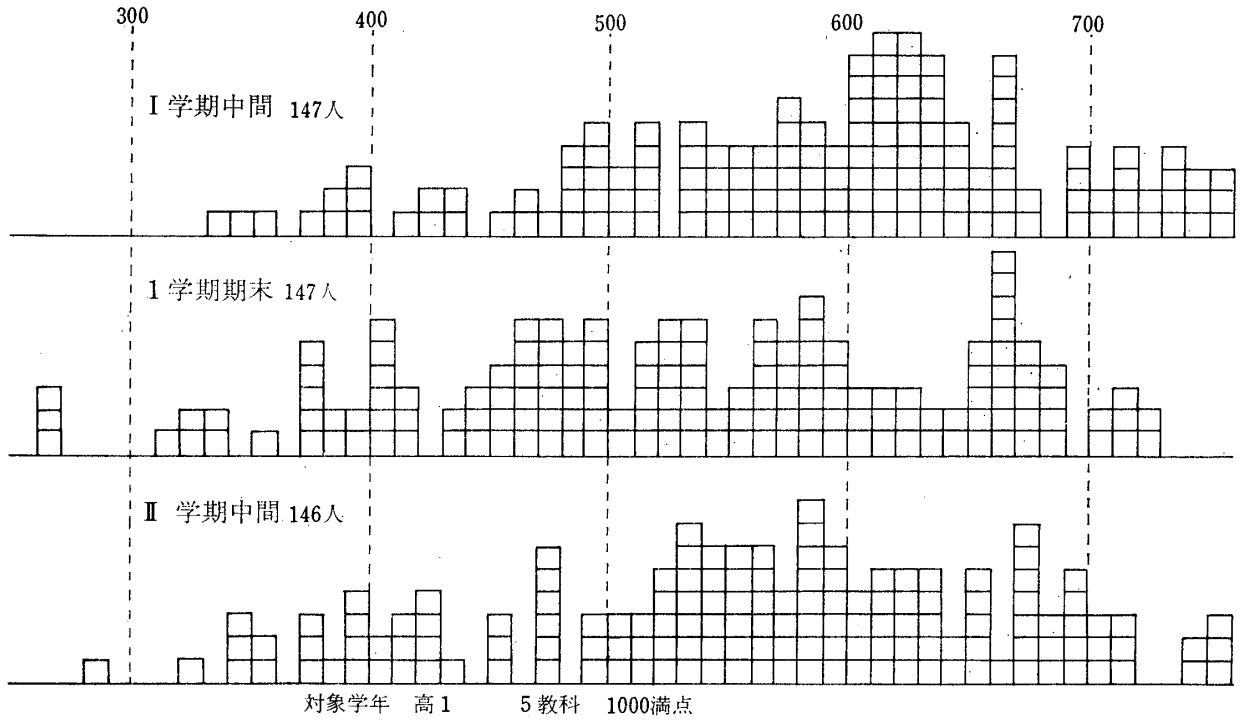 300 400 500 600 700
I 学期中間 147人
1 学期期末 147人
II 学期中間 146人
対象学年 高1 5教科 1000満点